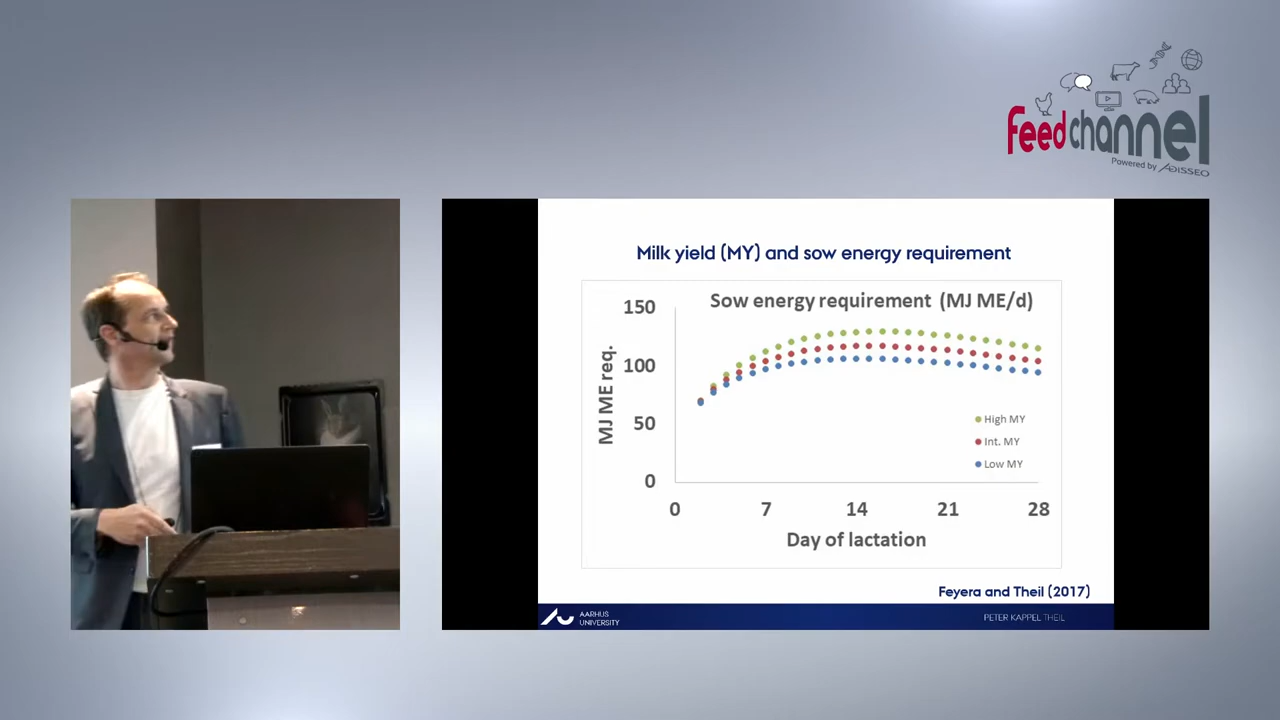 feedchannel
Powered by ADISSEO
Milk yield (MY) and sow energy requirement
Sow energy requirement (MJ ME/d)
MJ ME req.
150
100
50
0
High MY
Int. MY
Low MY
0 7 14 21 28
Day of lactation
Feyera and Theil (2017)
AARHUS
UNIVERSITY
PETER KAPPEL THEIL